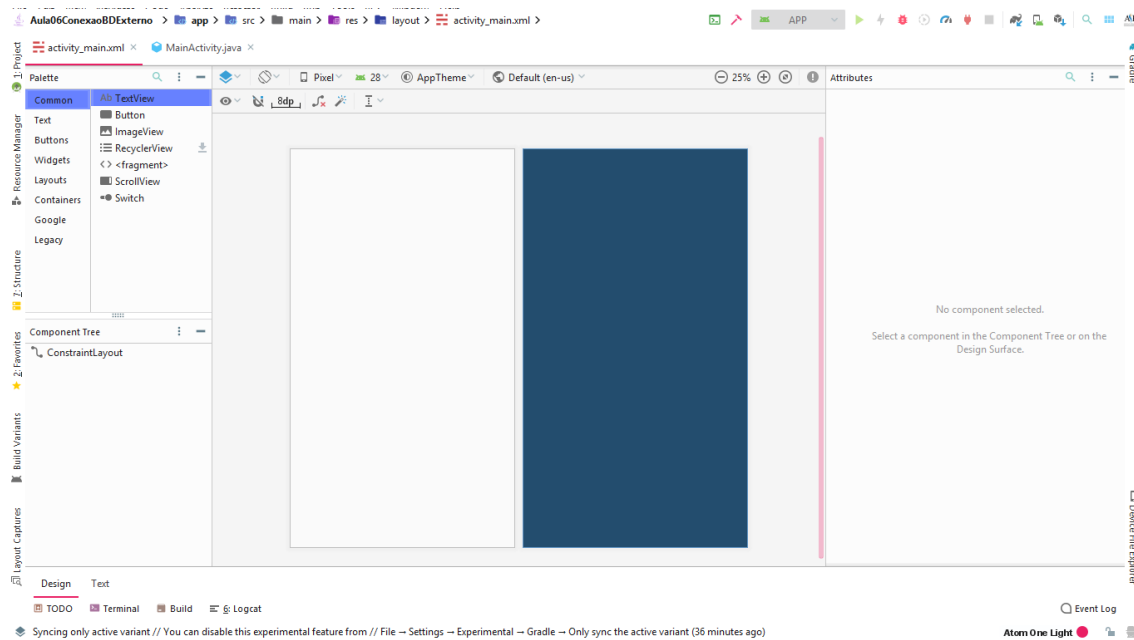 Aula06ConexaoBDExterno app src main res layout activity_main.xml APP
activity_main.xml MainActivity.java
1: Project
Resource Manager
7: Structure
2: Favorites
Build Variants
Layout Captures
Palette
Common
Text
Buttons
Widgets
Layouts
Containers
Google
Legacy
Ab TextView
Button
ImageView
RecyclerView
<fragment>
ScrollView
Switch
Component Tree
ConstraintLayout
Pixel 28 AppTheme Default (en-us) 25%
8dp
Attributes
No component selected.
Select a component in the Component Tree or on the
Design Surface.
Gradle
Device File Explorer
Design Text
TODO Terminal Build 6: Logcat Event Log
Syncing only active variant // You can disable this experimental feature from // File → Settings → Experimental → Gradle → Only sync the active variant (36 minutes ago) Atom One Light